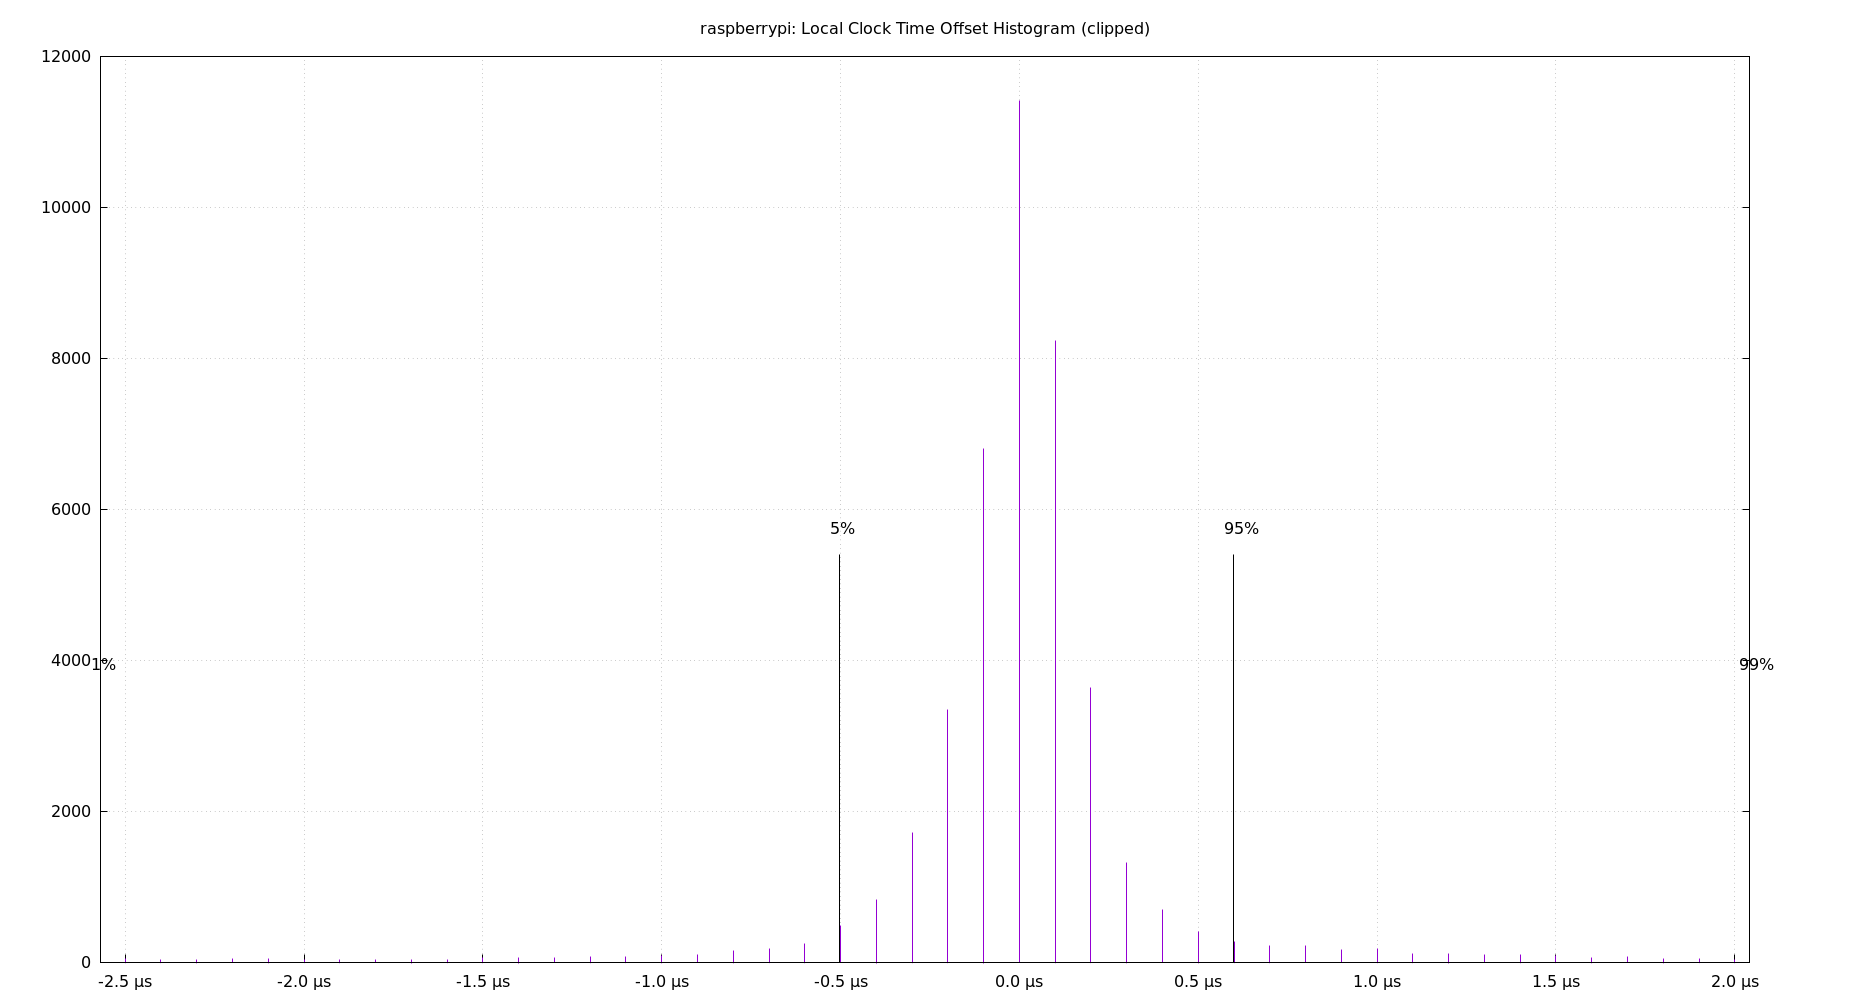 raspberrypi: Local Clock Time Offset Histogram (clipped)
12000
10000
8000
6000
5%
95%
4000
1%
99%
2000
0
-2.5 µs
-2.0 µs
-1.5 µs
-1.0 µs
-0.5 µs
0.0 µs
0.5 µs
1.0 µs
1.5 µs
2.0 µs